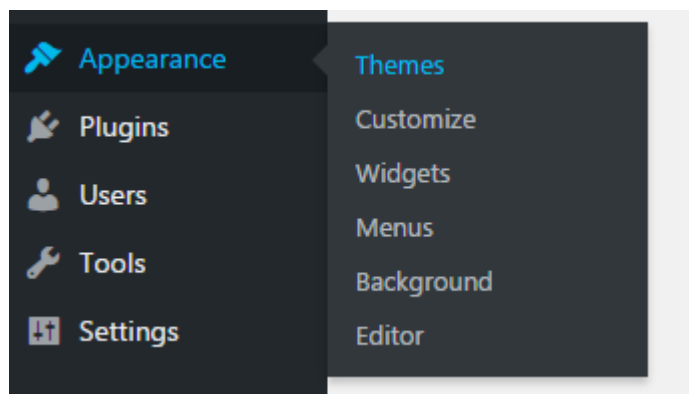 Appearance
Plugins
Users
Tools
Settings
Themes
Customize
Widgets
Menus
Background
Editor